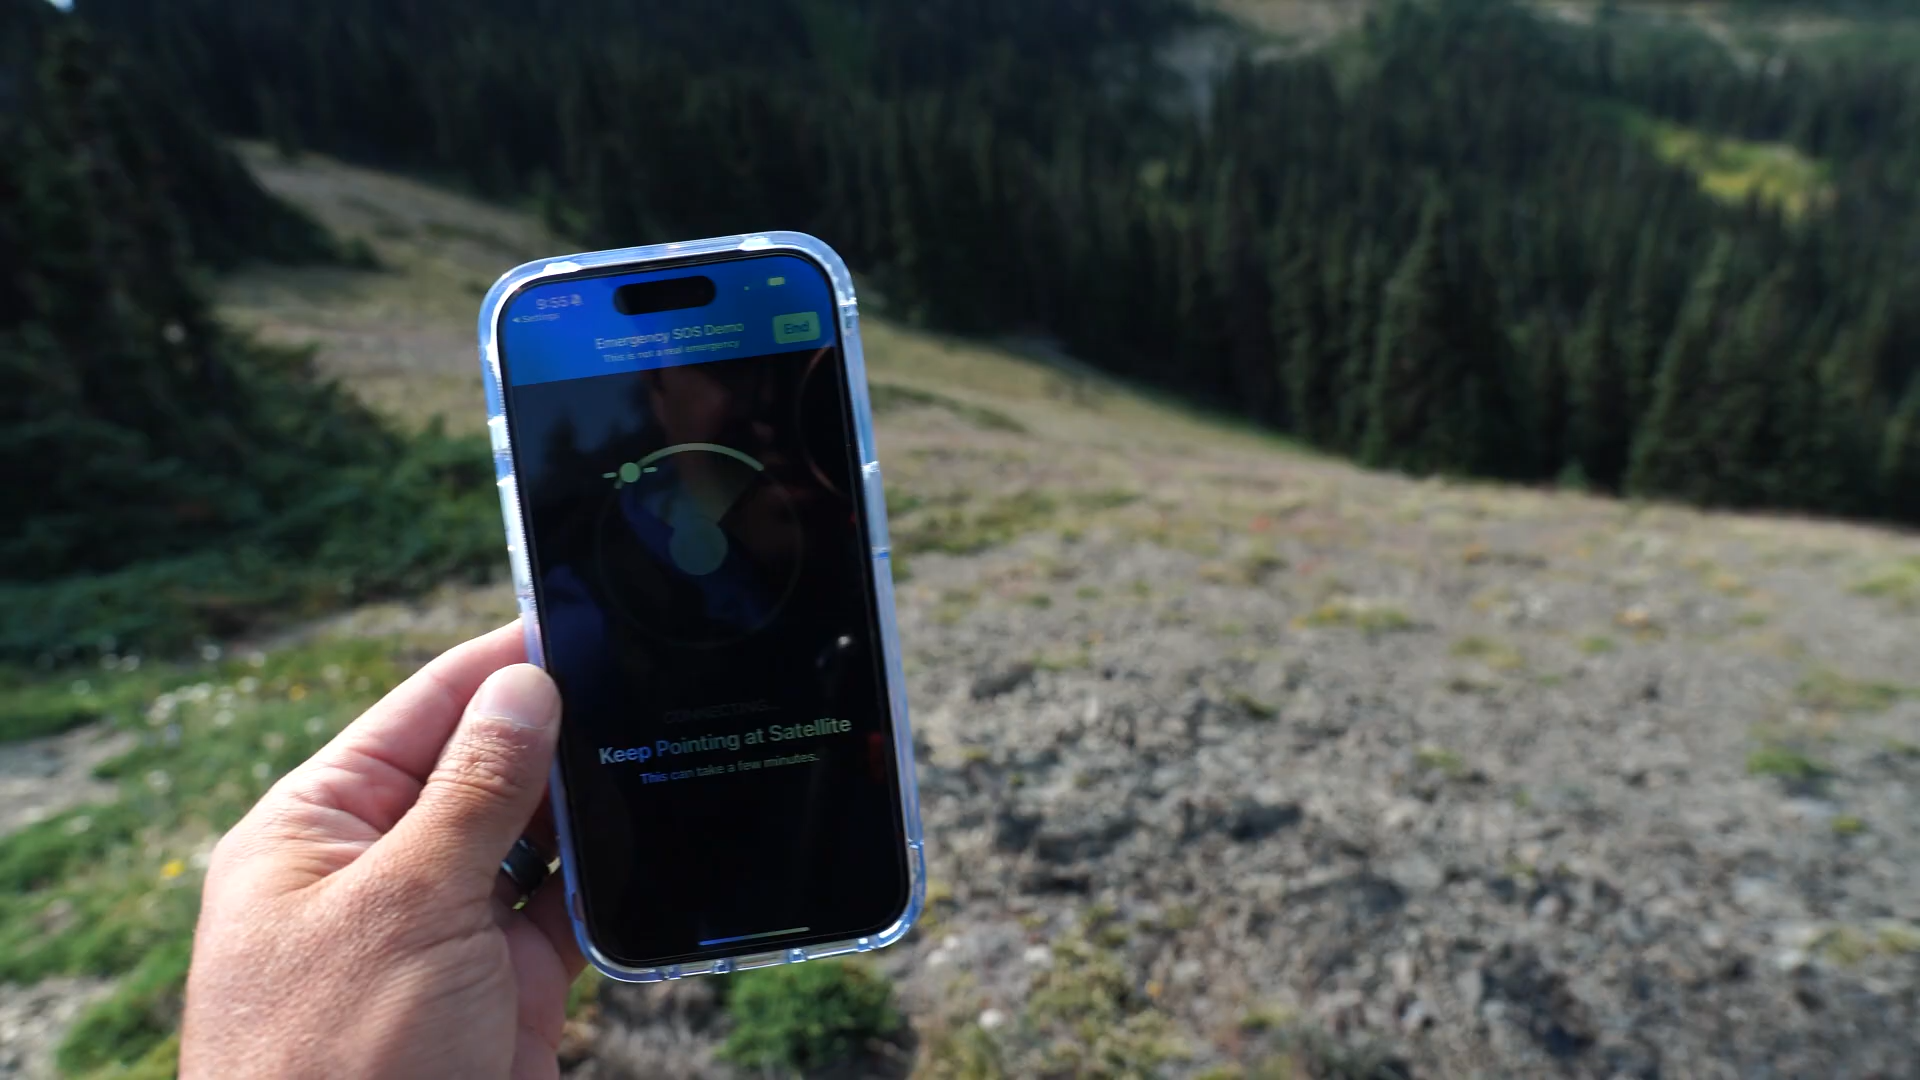 9:55
Settings
Emergency SOS Demo
End
This is not a real emergency
CONNECTING...
Keep Pointing at Satellite
This can take a few minutes.